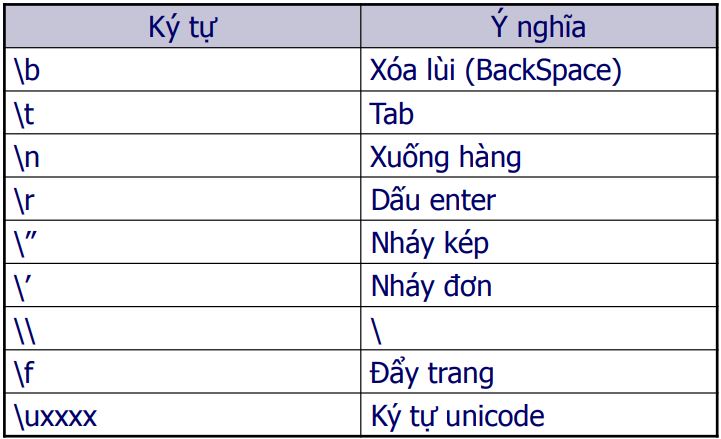 Ký tự	Ý nghĩa
\b	Xóa lùi (BackSpace)
\t	Tab
\n	Xuống hàng
\r	Dấu enter
\”	Nháy kép
\’	Nháy đơn
\\	\
\f	Đẩy trang
\uxxxx	Ký tự unicode